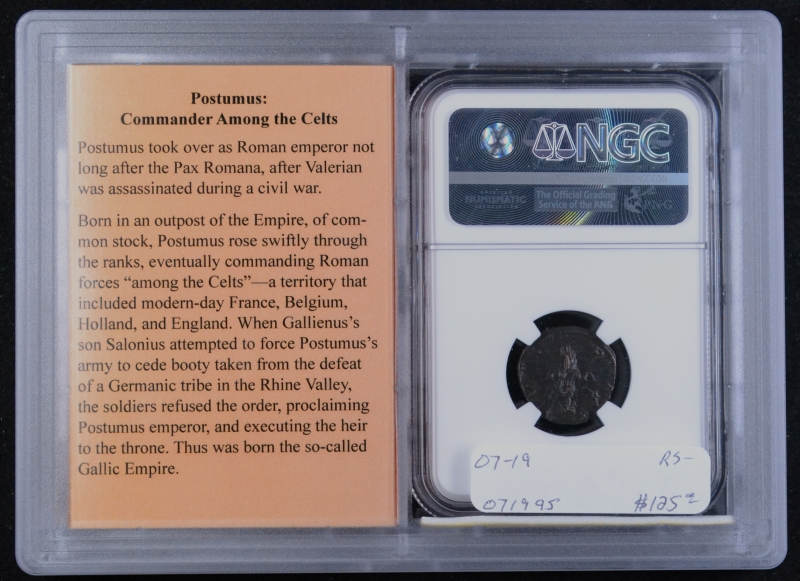 Postumus:
Commander Among the Celts
Postumus took over as Roman emperor not
long after the Pax Romana, after Valerian
was assassinated during a civil war.
Born in an outpost of the Empire, of com-
mon stock, Postumus rose swiftly through
the ranks, eventually commanding Roman
forces “among the Celts”—a territory that
included modern-day France, Belgium,
Holland, and England. When Gallienus’s
son Salonius attempted to force Postumus’s
army to cede booty taken from the defeat
of a Germanic tribe in the Rhine Valley,
the soldiers refused the order, proclaiming
Postumus emperor, and executing the heir
to the throne. Thus was born the so-called
Gallic Empire.
NGC
AMERICAN
NUMISMATIC
ASSOCIATION
The Official Grading
Service of the
PNG
07-19 RS-
071995 $125